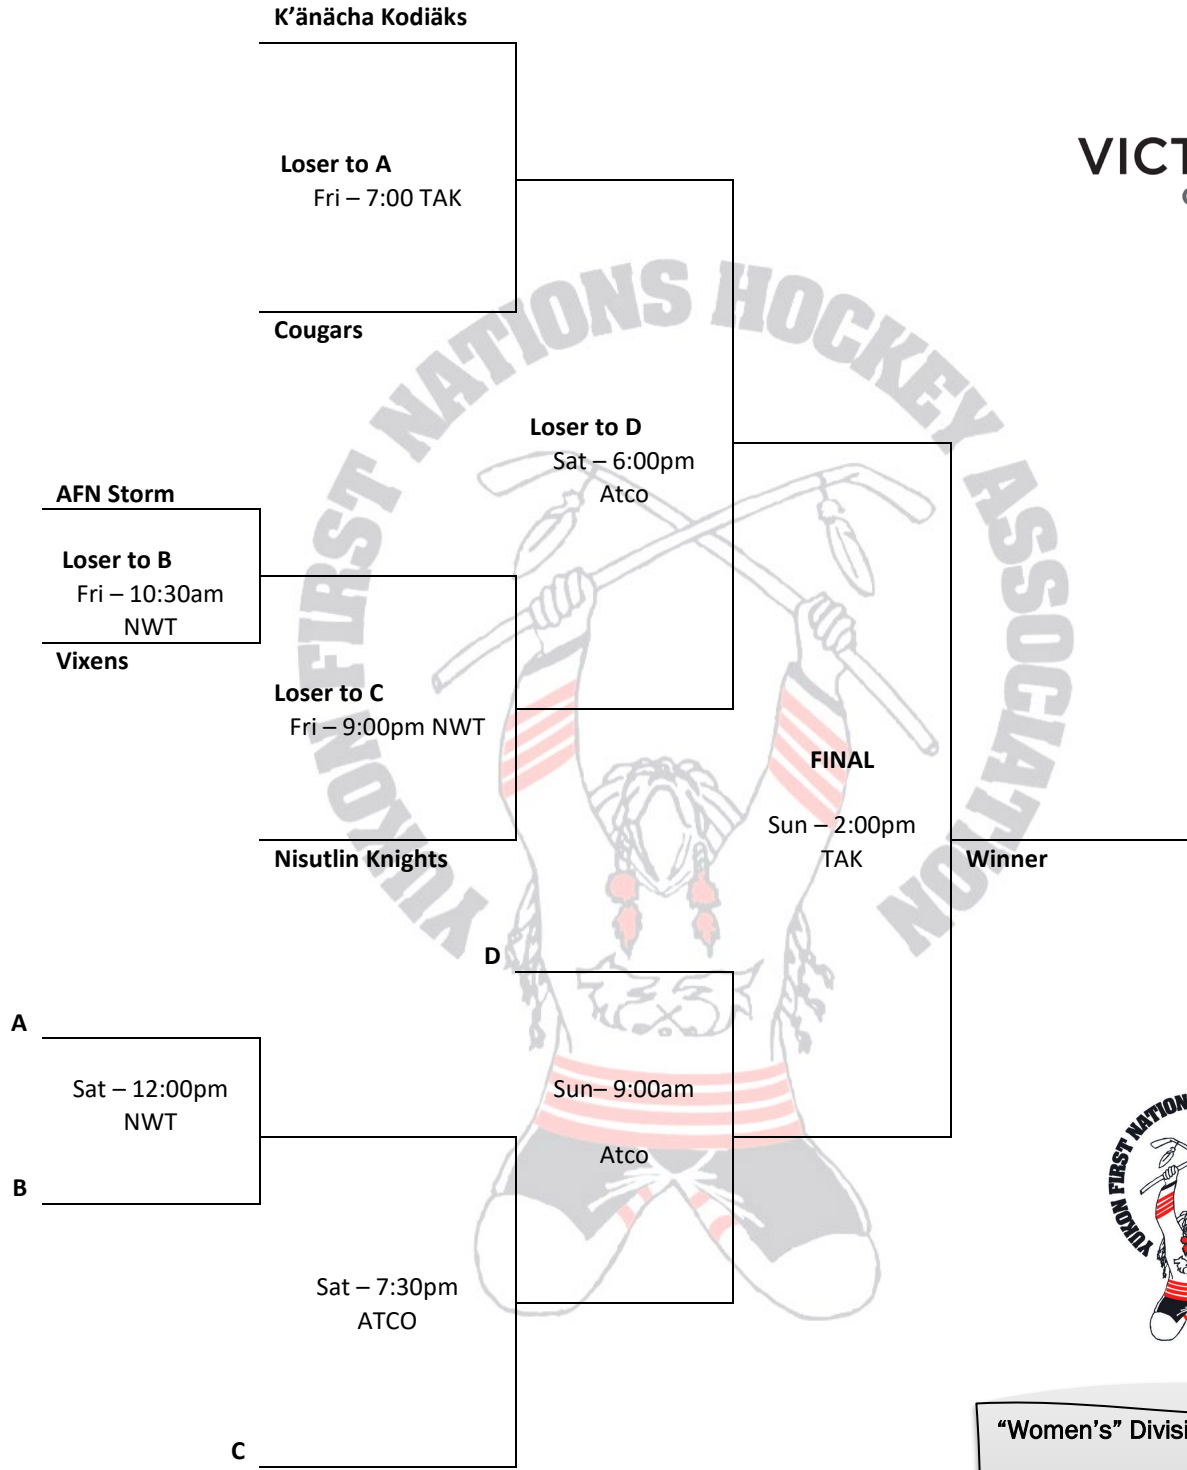 K’änächa Kodiäks
Loser to A
Fri – 7:00 TAK
Cougars
VICT
YUKON FIRST NATIONS HOCKEY ASSOCIATION
Loser to D
Sat – 6:00pm
Atco
AFN Storm
Loser to B
Fri – 10:30am
NWT
Vixens
Loser to C
Fri – 9:00pm NWT
Nisutlin Knights
FINAL
Sun – 2:00pm
TAK
Winner
D
A
Sat – 12:00pm
NWT
B
Sun– 9:00am
Atco
Sat – 7:30pm
ATCO
C
YUKON FIRST NATION
“Women’s” Divisi